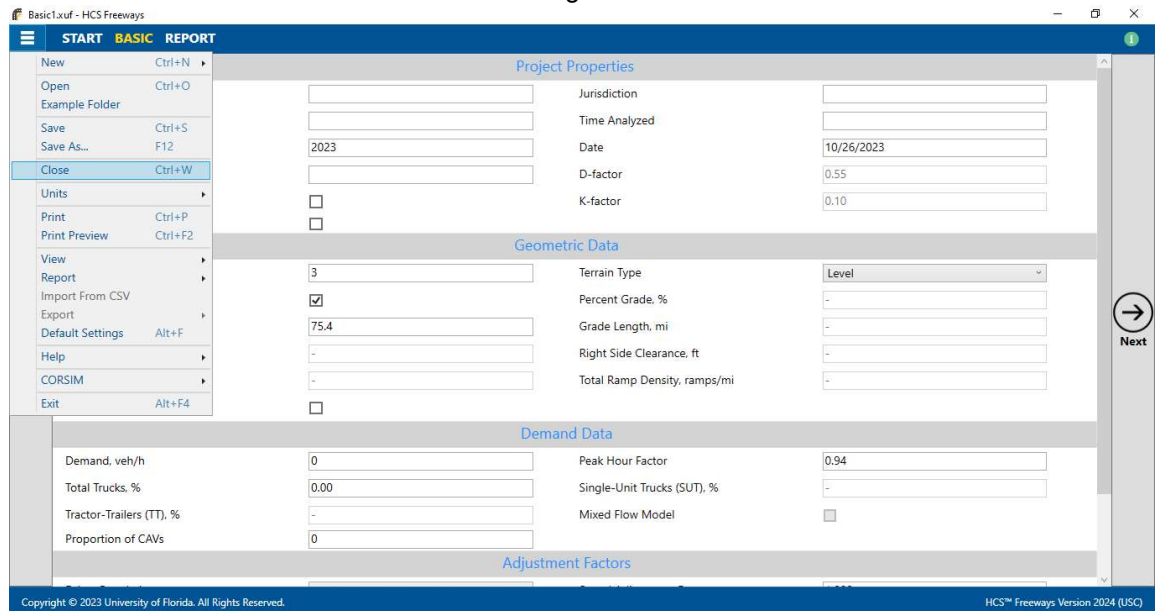 Basic1.xuf - HCS Freeways
START BASIC REPORT
New Ctrl+N
Open Ctrl+O
Example Folder
Save Ctrl+S
Save As... F12
Close Ctrl+W
Units
Print Ctrl+P
Print Preview Ctrl+F2
View
Report
Import From CSV
Export
Default Settings Alt+F
Help
CORSIM
Exit Alt+F4
Project Properties
Jurisdiction
Time Analyzed
2023 Date 10/26/2023
D-factor 0.55
K-factor 0.10
Geometric Data
3 Terrain Type Level
Percent Grade, % -
75.4 Grade Length, mi -
- Right Side Clearance, ft -
- Total Ramp Density, ramps/mi -
Demand Data
Demand, veh/h 0 Peak Hour Factor 0.94
Total Trucks, % 0.00 Single-Unit Trucks (SUT), % -
Tractor-Trailers (TT), % - Mixed Flow Model
Proportion of CAVs 0
Adjustment Factors
Next
Copyright © 2023 University of Florida. All Rights Reserved. HCS™ Freeways Version 2024 (USC)